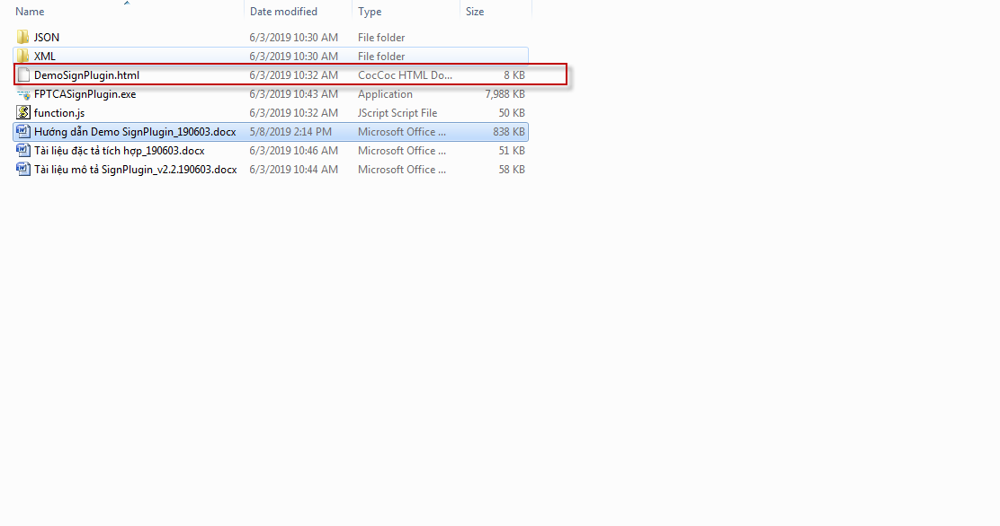 Name Date modified Type Size
JSON 6/3/2019 10:30 AM File folder
XML 6/3/2019 10:30 AM File folder
DemoSignPlugin.html 6/3/2019 10:32 AM CocCoc HTML Do... 8 KB
FPTCASignPlugin.exe 6/3/2019 10:43 AM Application 7,988 KB
function.js 6/3/2019 10:32 AM JScript Script File 50 KB
Hướng dẫn Demo SignPlugin_190603.docx 5/8/2019 2:14 PM Microsoft Office ... 838 KB
Tài liệu đặc tả tích hợp_190603.docx 6/3/2019 10:46 AM Microsoft Office ... 51 KB
Tài liệu mô tả SignPlugin_v2.2.190603.docx 6/3/2019 10:44 AM Microsoft Office ... 58 KB